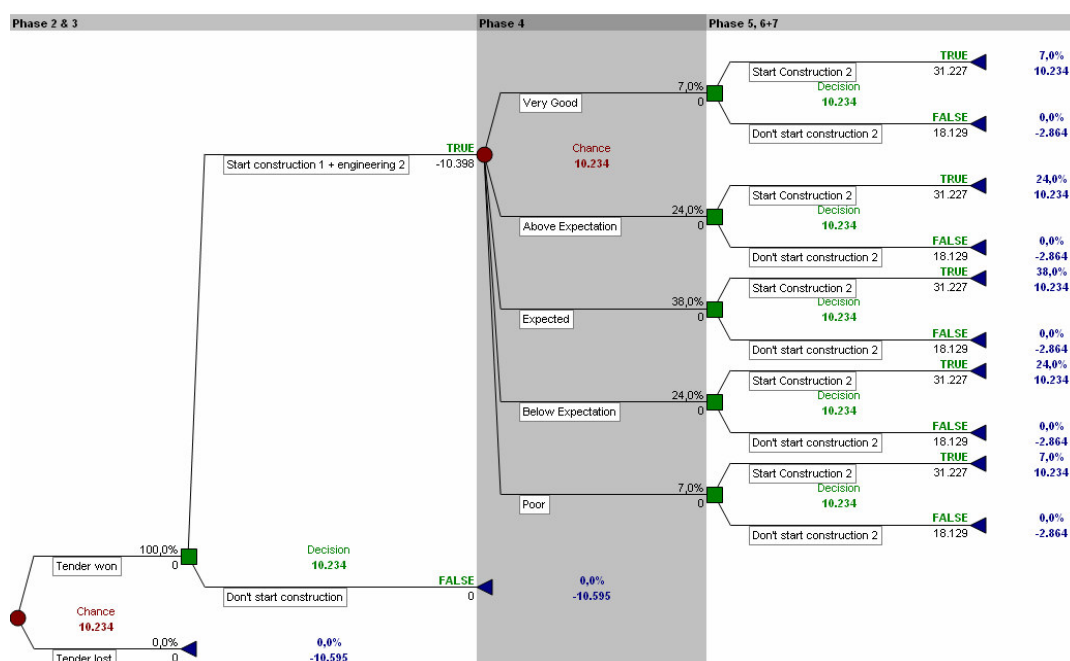 Phase 2 & 3
Phase 4
Phase 5, 6+7
TRUE
7,0%
Start Construction 2
31.227
10.234
7,0%
Decision
Very Good
0
10.234
FALSE
0,0%
Don't start construction 2
18.129
-2.864
TRUE
Chance
Start construction 1 + engineering 2
-10.398
10.234
TRUE
24,0%
Start Construction 2
31.227
10.234
24,0%
Decision
Above Expectation
0
10.234
FALSE
0,0%
Don't start construction 2
18.129
-2.864
TRUE
38,0%
Start Construction 2
31.227
10.234
38,0%
Decision
Expected
0
10.234
FALSE
0,0%
Don't start construction 2
18.129
-2.864
TRUE
24,0%
Start Construction 2
31.227
10.234
24,0%
Decision
Below Expectation
0
10.234
FALSE
0,0%
Don't start construction 2
18.129
-2.864
TRUE
7,0%
Start Construction 2
31.227
10.234
7,0%
Decision
Poor
0
10.234
FALSE
0,0%
Don't start construction 2
18.129
-2.864
100,0%
Decision
Tender won
0
10.234
FALSE
0,0%
Don't start construction
0
-10.595
Chance
10.234
0,0%
0,0%
Tender lost
0
-10.595